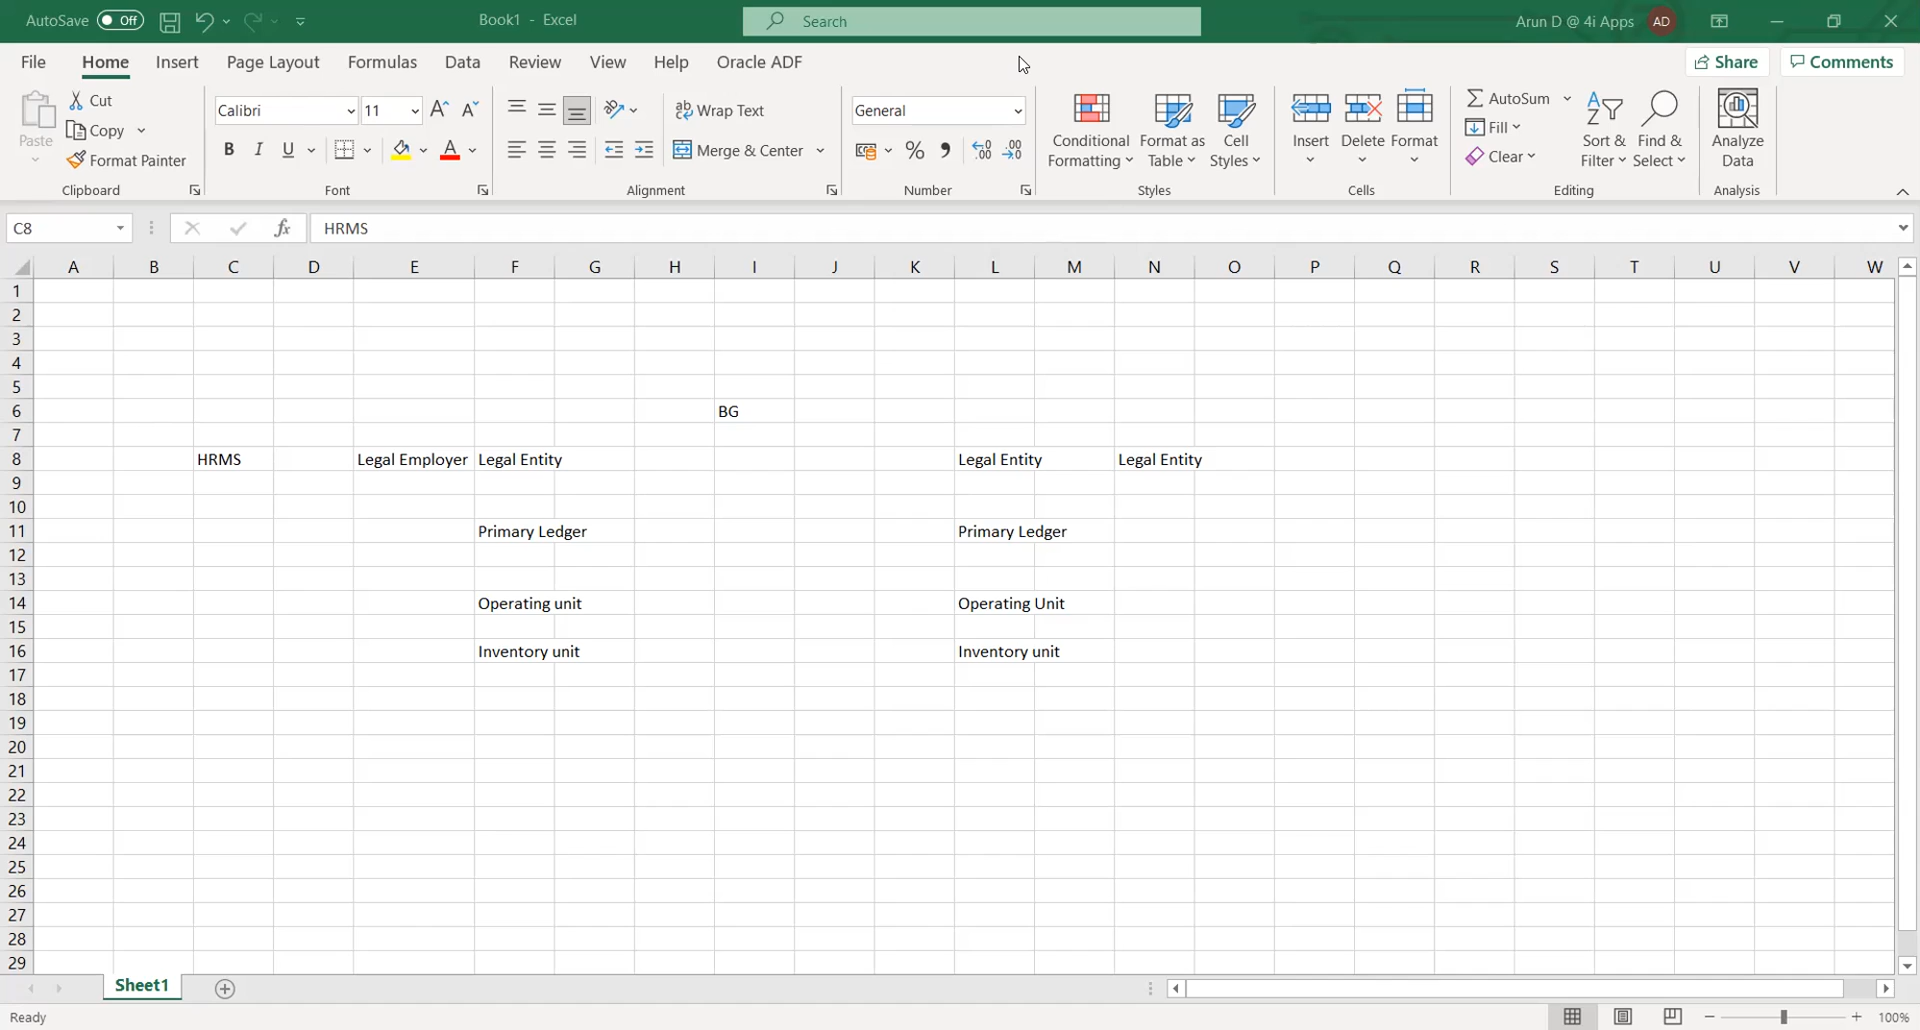 AutoSave Off Book1 - Excel Search Arun D @ 4i Apps AD
File Home Insert Page Layout Formulas Data Review View Help Oracle ADF Share Comments
Paste Cut Copy Format Painter Clipboard
Calibri 11 B I U A Font
Wrap Text Merge & Center Alignment
General % Number
Conditional Formatting Format as Table Cell Styles Styles
Insert Delete Format Cells
AutoSum Fill Clear Sort & Filter Find & Select Editing
Analyze Data Analysis
C8 fx HRMS
A B C D E F G H I J K L M N O P Q R S T U V W
1
2
3
4
5
6 BG
7
8 HRMS Legal Employer Legal Entity Legal Entity Legal Entity
9
10
11 Primary Ledger Primary Ledger
12
13
14 Operating unit Operating Unit
15
16 Inventory unit Inventory unit
17
18
19
20
21
22
23
24
25
26
27
28
29
Sheet1
Ready 100%